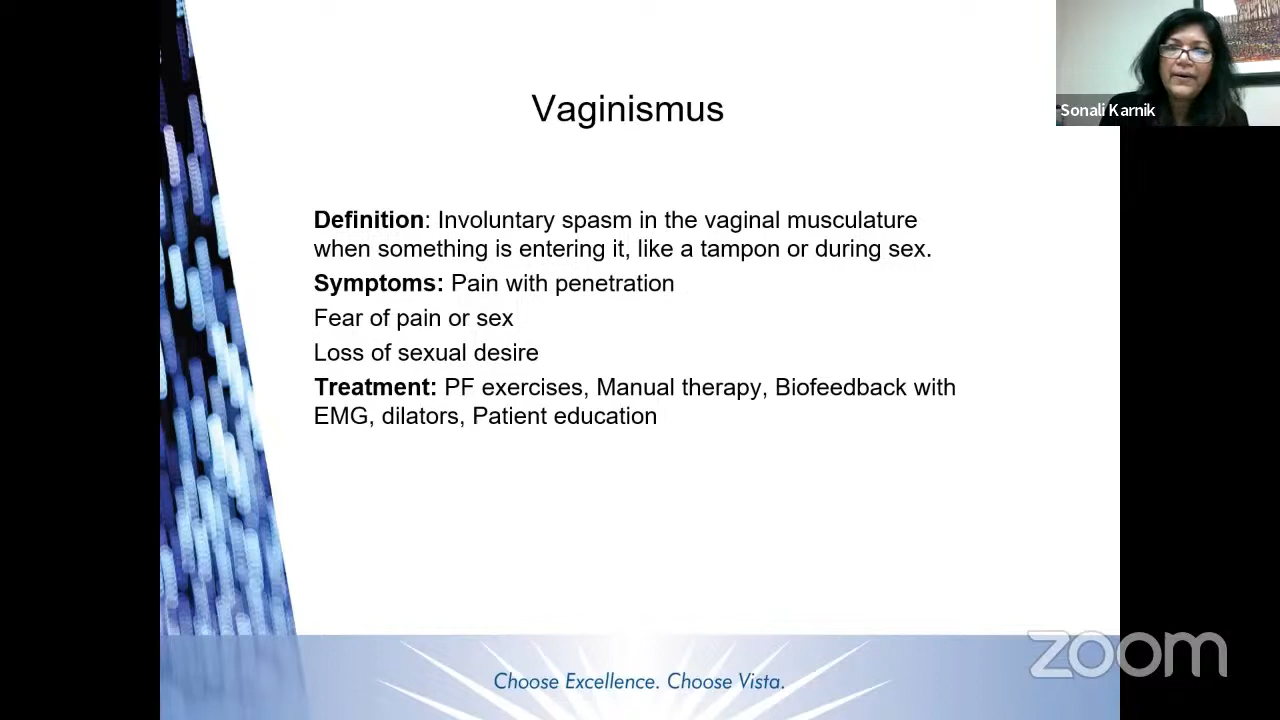 Vaginismus
Sonali Karnik
Definition: Involuntary spasm in the vaginal musculature
when something is entering it, like a tampon or during sex.
Symptoms: Pain with penetration
Fear of pain or sex
Loss of sexual desire
Treatment: PF exercises, Manual therapy, Biofeedback with
EMG, dilators, Patient education
Choose Excellence. Choose Vista.
zoom